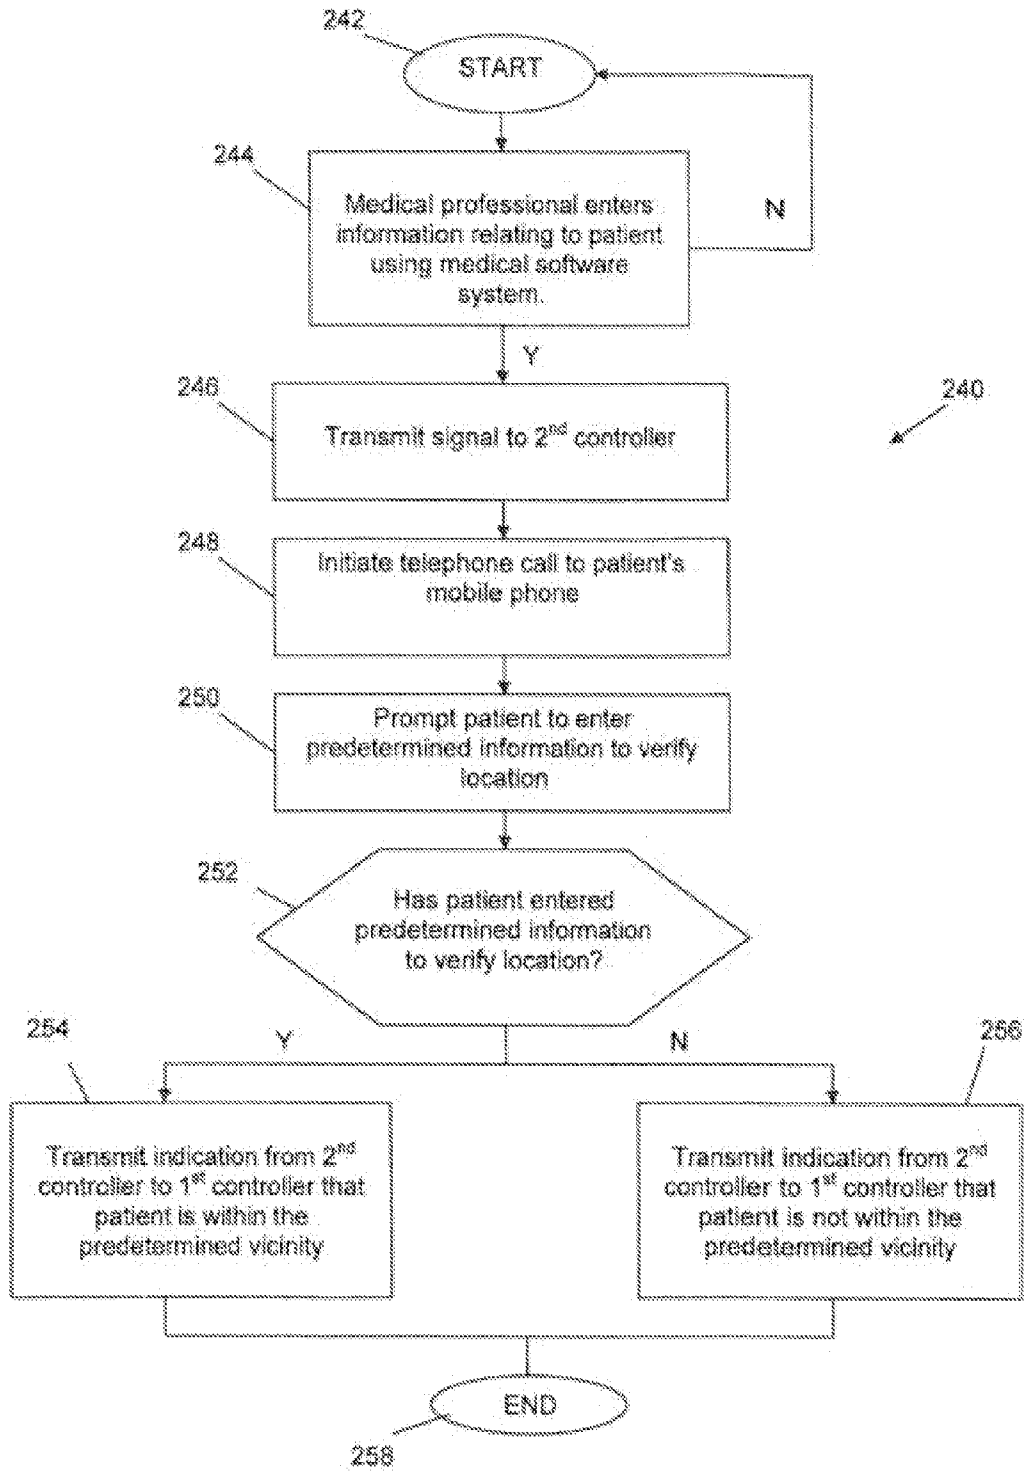 242
START
244
Medical professional enters
information relating to patient
using medical software
system.
N
Y
246
240
Transmit signal to 2nd controller
248
Initiate telephone call to patient's
mobile phone
250
Prompt patient to enter
predetermined information to verify
location
252
Has patient entered
predetermined information
to verify location?
254
Y
N
256
Transmit indication from 2nd
controller to 1st controller that
patient is within the
predetermined vicinity
Transmit indication from 2nd
controller to 1st controller that
patient is not within the
predetermined vicinity
END
258